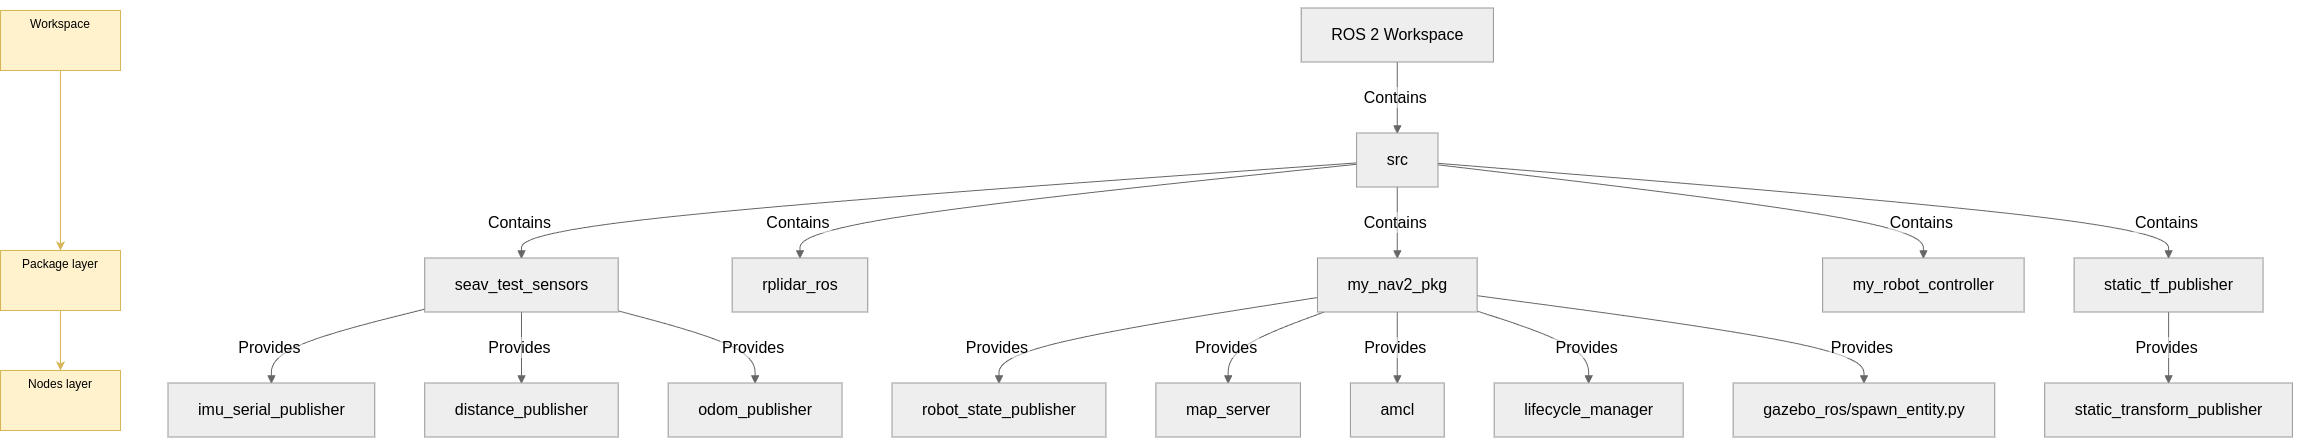 Workspace
ROS 2 Workspace
Contains
src
Contains
Contains
Contains
Contains
Contains
Package layer
seav_test_sensors
rplidar_ros
my_nav2_pkg
my_robot_controller
static_tf_publisher
Provides
Provides
Provides
Provides
Provides
Provides
Provides
Provides
Provides
Nodes layer
imu_serial_publisher
distance_publisher
odom_publisher
robot_state_publisher
map_server
amcl
lifecycle_manager
gazebo_ros/spawn_entity.py
static_transform_publisher